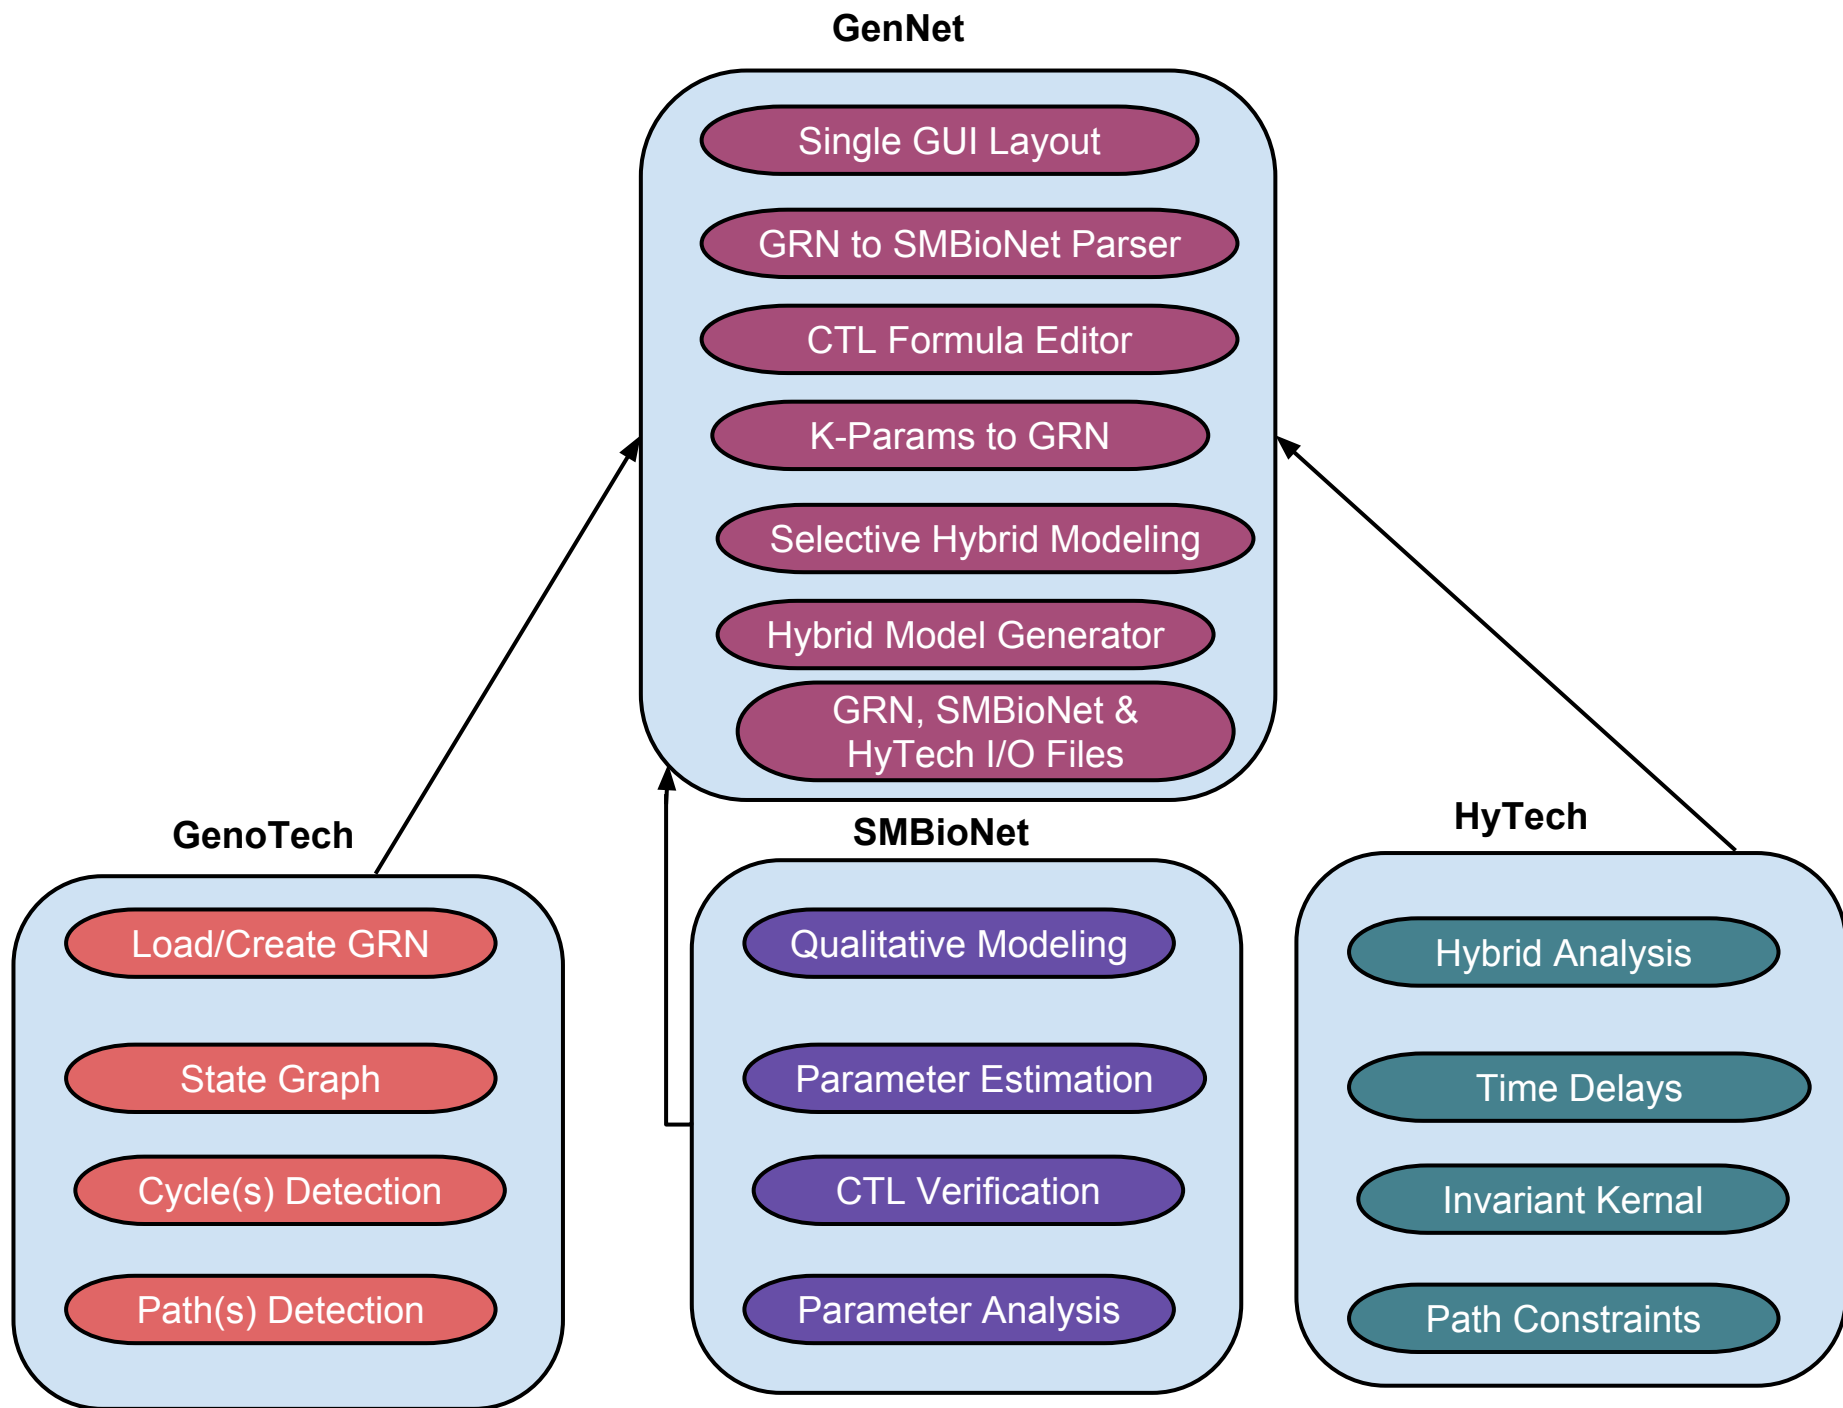 GenNet
Single GUI Layout
GRN to SMBioNet Parser
CTL Formula Editor
K-Params to GRN
Selective Hybrid Modeling
Hybrid Model Generator
GRN, SMBioNet &
HyTech I/O Files
GenoTech
Load/Create GRN
State Graph
Cycle(s) Detection
Path(s) Detection
SMBioNet
Qualitative Modeling
Parameter Estimation
CTL Verification
Parameter Analysis
HyTech
Hybrid Analysis
Time Delays
Invariant Kernal
Path Constraints